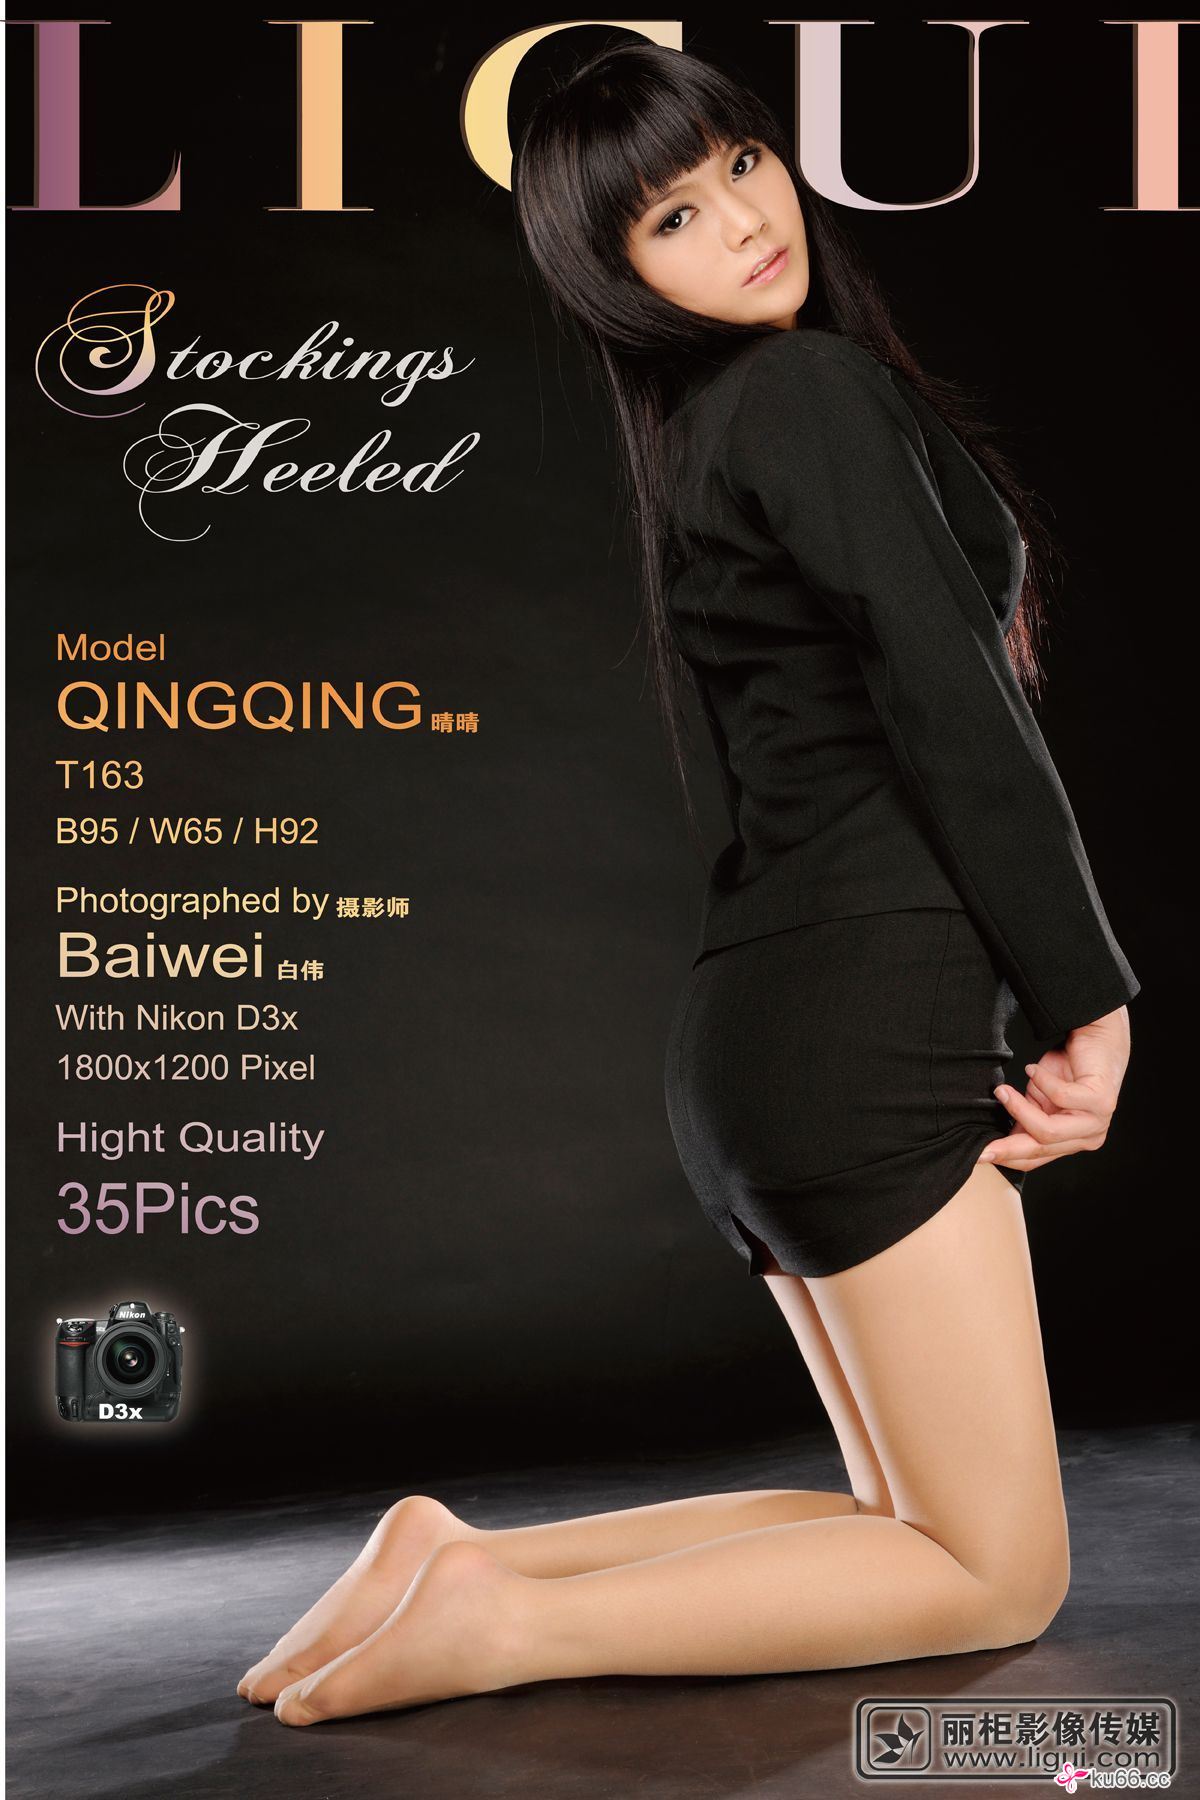 LIGUI
Stockings
Heeled
Model
QINGQING 晴晴
T163
B95 / W65 / H92
Photographed by 摄影师
Baiwei 白伟
With Nikon D3x
1800x1200 Pixel
Hight Quality
35Pics
Nikon
D3x
丽柜影像传媒
www.ligui.com
ku66.cc